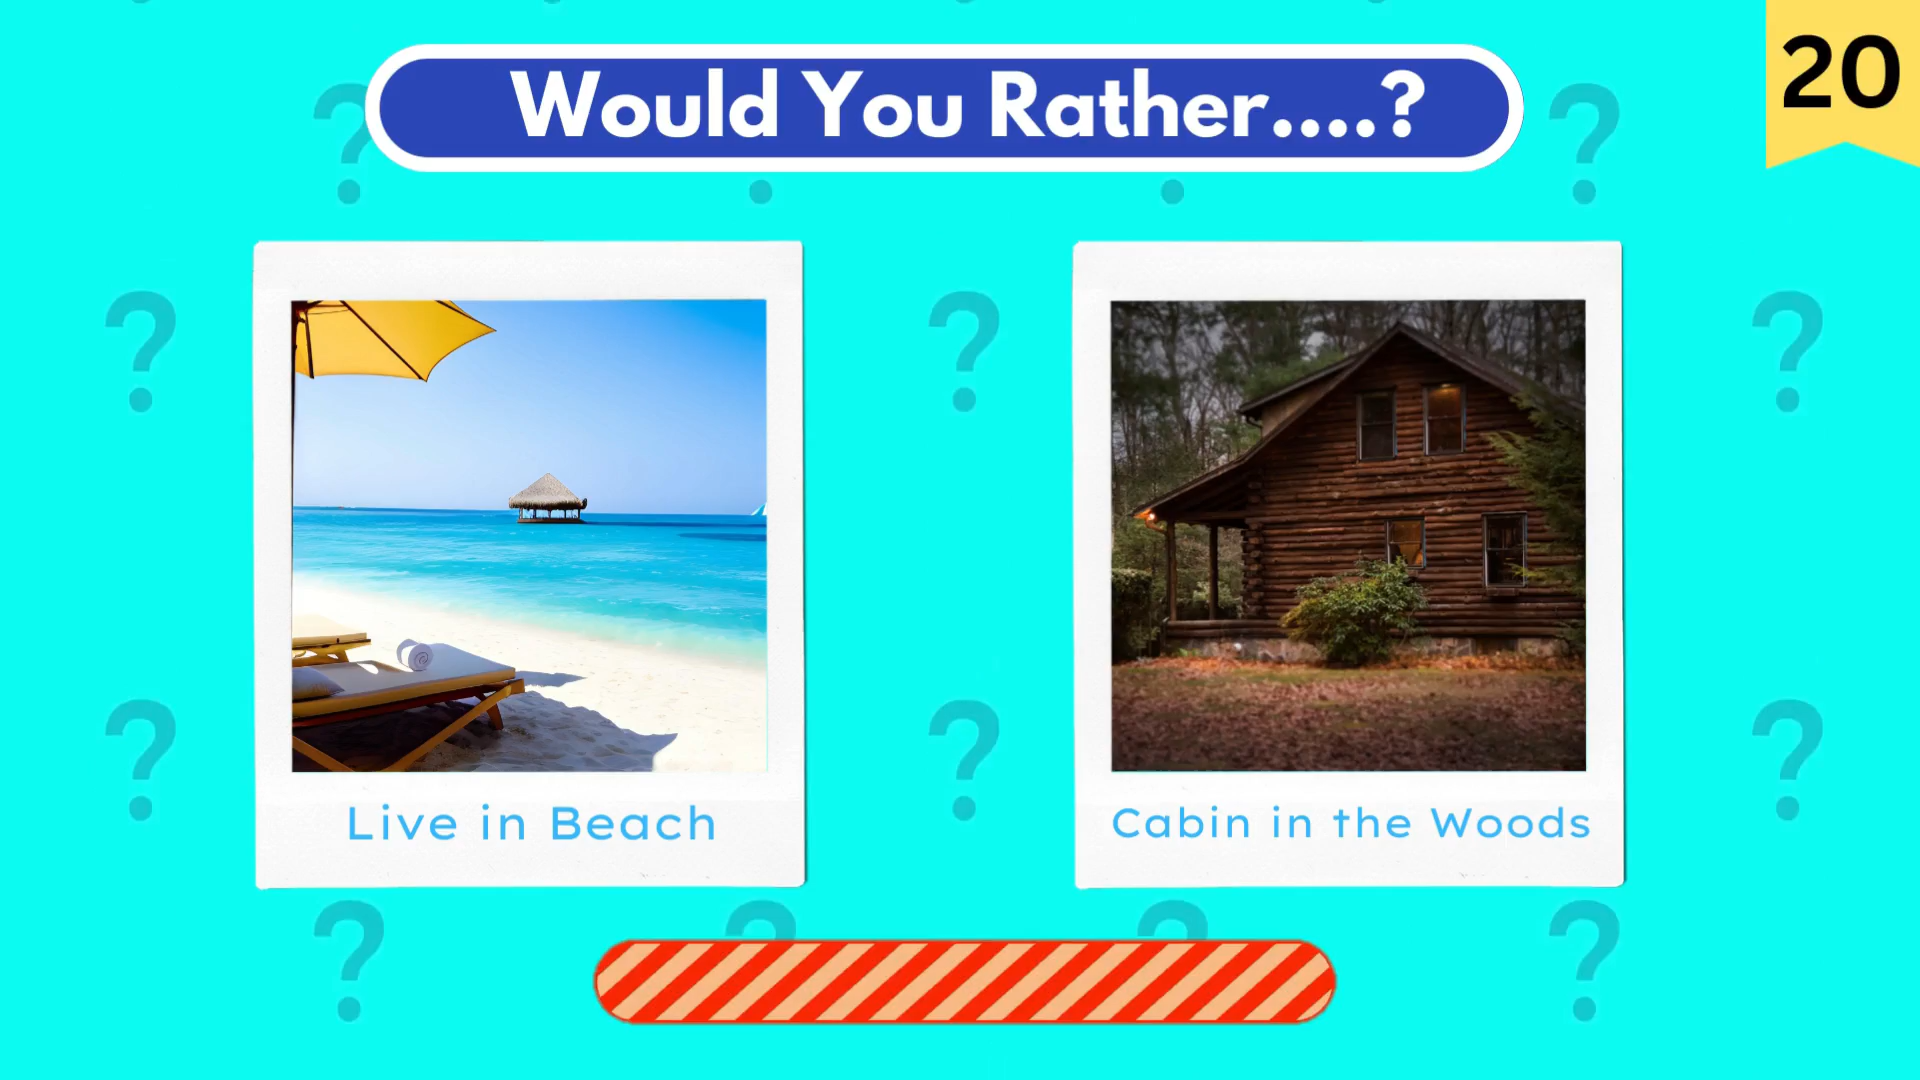 Would You Rather....?
20
Live in Beach
Cabin in the Woods